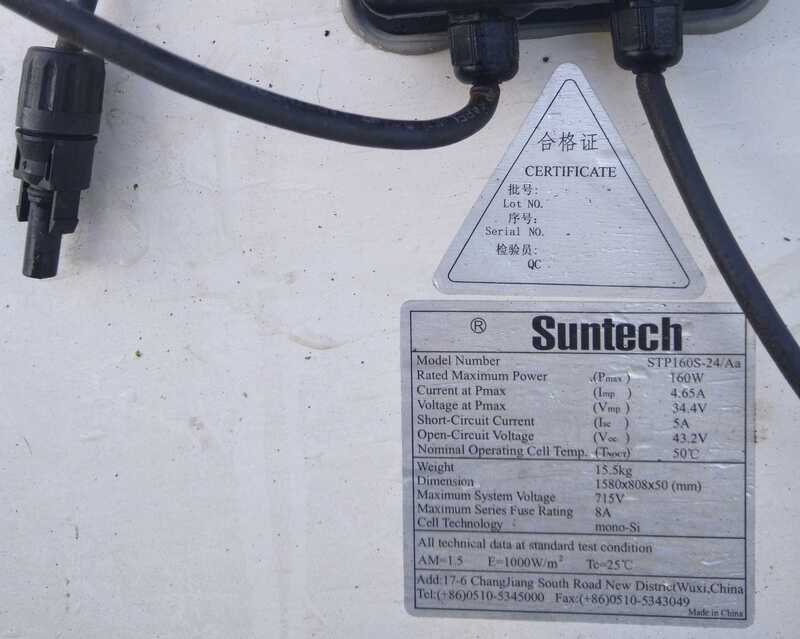 合格证
CERTIFICATE
批号:
Lot NO.
序号:
Serial NO.
检验员:
QC
® Suntech
Model Number STP160S-24/Aa
Rated Maximum Power (Pmax) 160W
Current at Pmax (Imp) 4.65A
Voltage at Pmax (Vmp) 34.4V
Short-Circuit Current (Isc) 5A
Open-Circuit Voltage (Voc) 43.2V
Nominal Operating Cell Temp. (TNOCT) 50℃
Weight 15.5kg
Dimension 1580x808x50 (mm)
Maximum System Voltage 715V
Maximum Series Fuse Rating 8A
Cell Technology mono-Si
All technical data at standard test condition
AM=1.5 E=1000W/m² Tc=25℃
Add:17-6 ChangJiang South Road New DistrictWuxi,China
Tel:(+86)0510-5345000 Fax:(+86)0510-5343049
Made in China